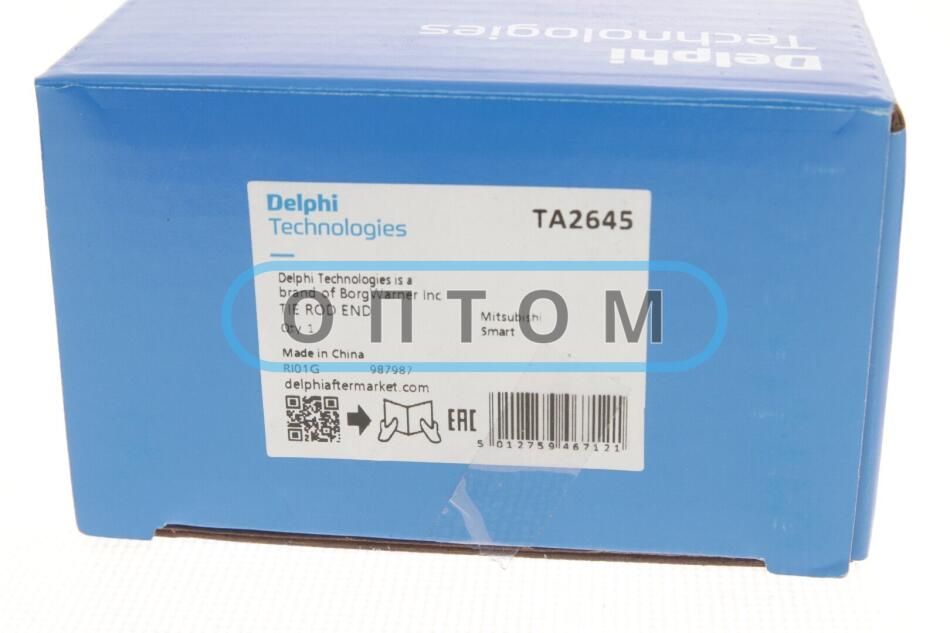 Delphi
Technologies
Delphi
Technologies
TA2645
Delphi Technologies is a
brand of BorgWarner Inc
TIE ROD END
Qty 1
Mitsubishi
Smart
ОПТОМ
Made in China
RI01G 987987
delphiaftermarket.com
EAC
5 012759 467121